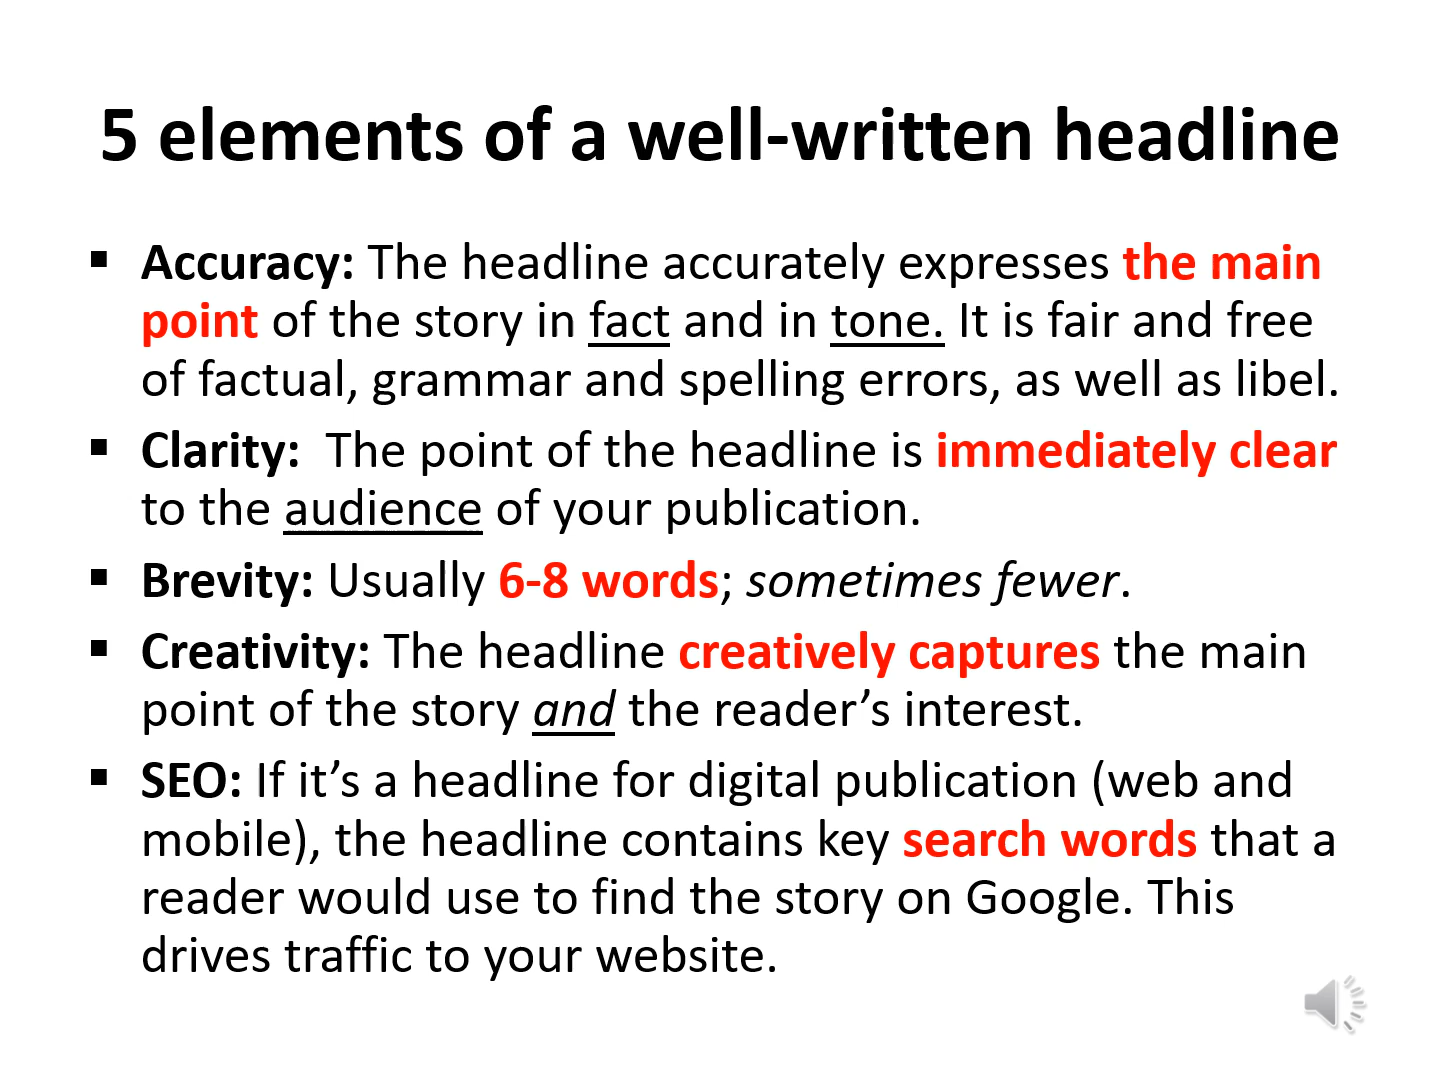 5 elements of a well-written headline
▪ Accuracy: The headline accurately expresses the main
point of the story in fact and in tone. It is fair and free
of factual, grammar and spelling errors, as well as libel.
▪ Clarity:  The point of the headline is immediately clear
to the audience of your publication.
▪ Brevity: Usually 6-8 words; sometimes fewer.
▪ Creativity: The headline creatively captures the main
point of the story and the reader’s interest.
▪ SEO: If it’s a headline for digital publication (web and
mobile), the headline contains key search words that a
reader would use to find the story on Google. This
drives traffic to your website.